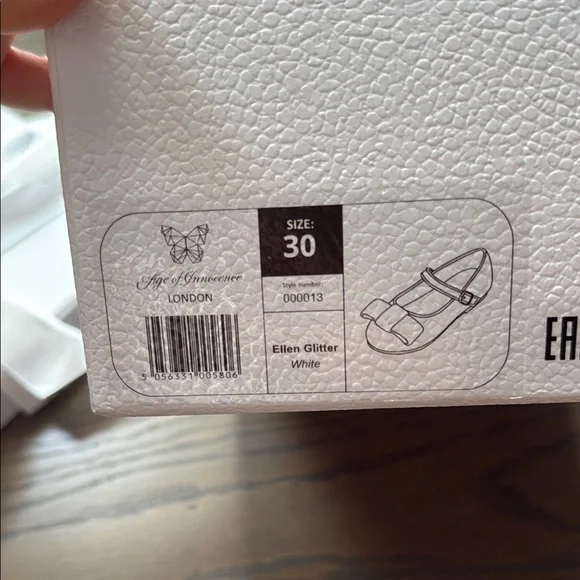 Age of Innocence
LONDON
5 056331 005806
SIZE:
30
Style Number
000013
Ellen Glitter
White
EA